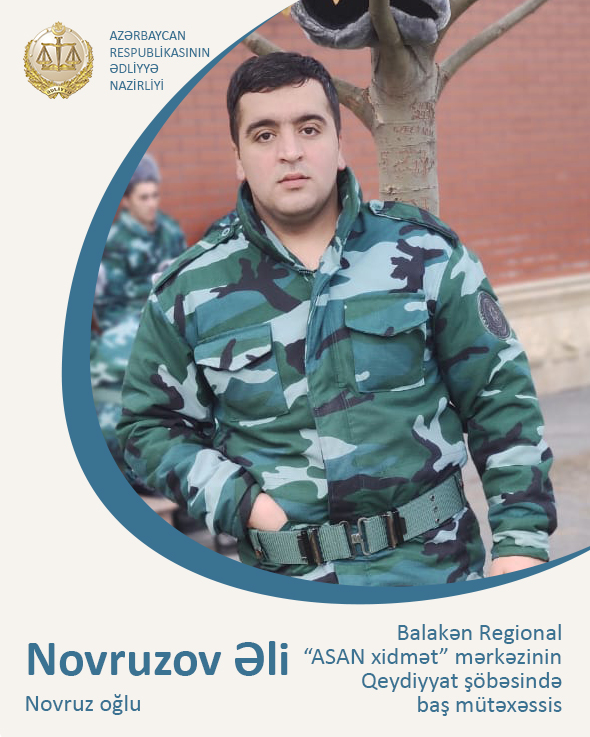 AZƏRBAYCAN
RESPUBLİKASININ
ƏDLİYYƏ
NAZİRLİYİ
Novruzov Əli
Novruz oğlu
Balakən Regional
“ASAN xidmət” mərkəzinin
Qeydiyyat şöbəsində
baş mütəxəssis